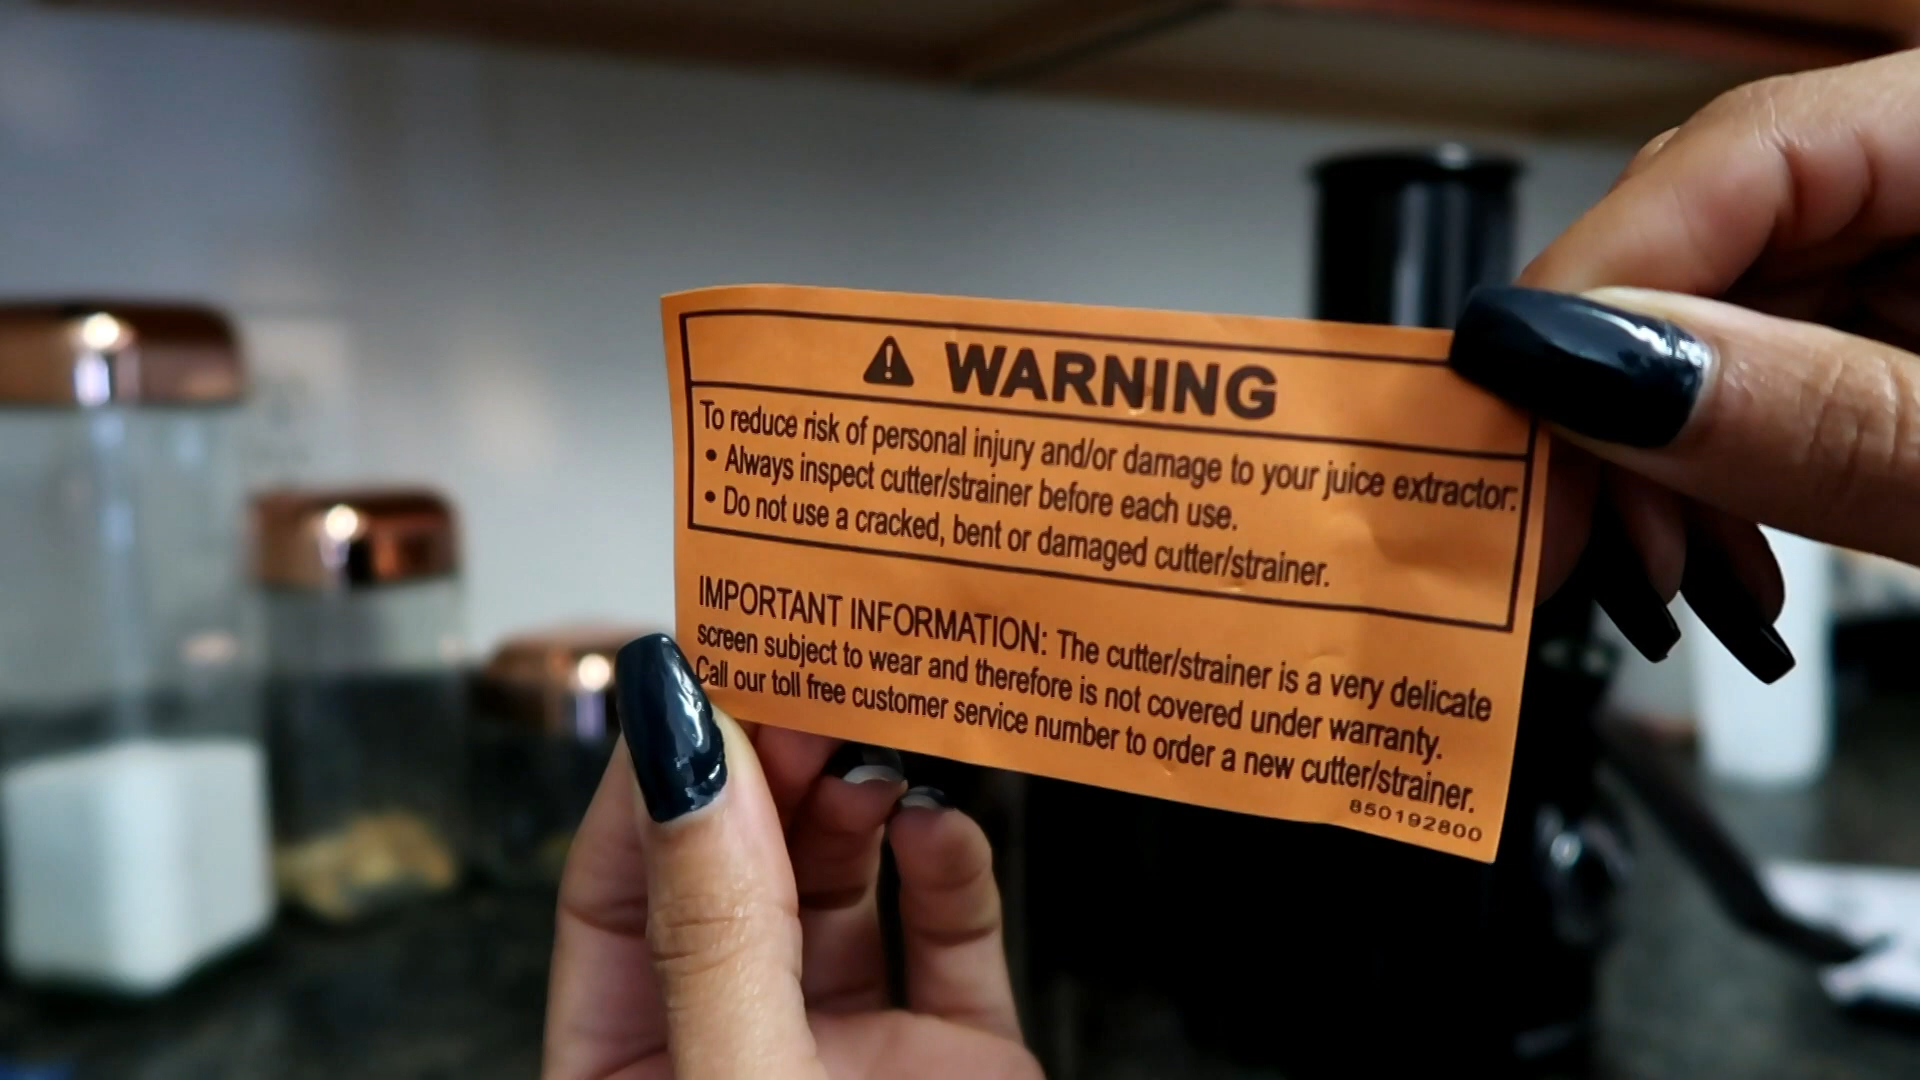 WARNING
To reduce risk of personal injury and/or damage to your juice extractor:
• Always inspect cutter/strainer before each use.
• Do not use a cracked, bent or damaged cutter/strainer.
IMPORTANT INFORMATION: The cutter/strainer is a very delicate
screen subject to wear and therefore is not covered under warranty.
Call our toll free customer service number to order a new cutter/strainer.
850192800